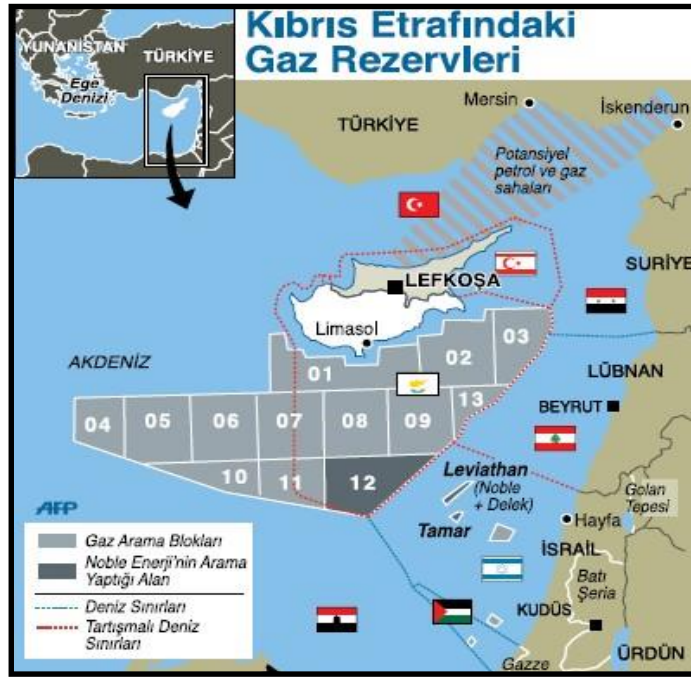 Kıbrıs Etrafındaki
Gaz Rezervleri
YUNANİSTAN
TÜRKİYE
Ege
Denizi
Mersin
İskenderun
TÜRKİYE
Potansiyel
petrol ve gaz
sahaları
LEFKOŞA
SURİYE
Limasol
AKDENİZ
01
02
03
LÜBNAN
BEYRUT
04
05
06
07
08
09
13
10
11
12
Leviathan
(Noble
+ Delek)
Tamar
Golan
Tepesi
Hayfa
İSRAİL
Batı
Şeria
KUDÜS
Gazze
ÜRDÜN
AFP
Gaz Arama Blokları
Noble Enerji'nin Arama
Yaptığı Alan
Deniz Sınırları
Tartışmalı Deniz
Sınırları